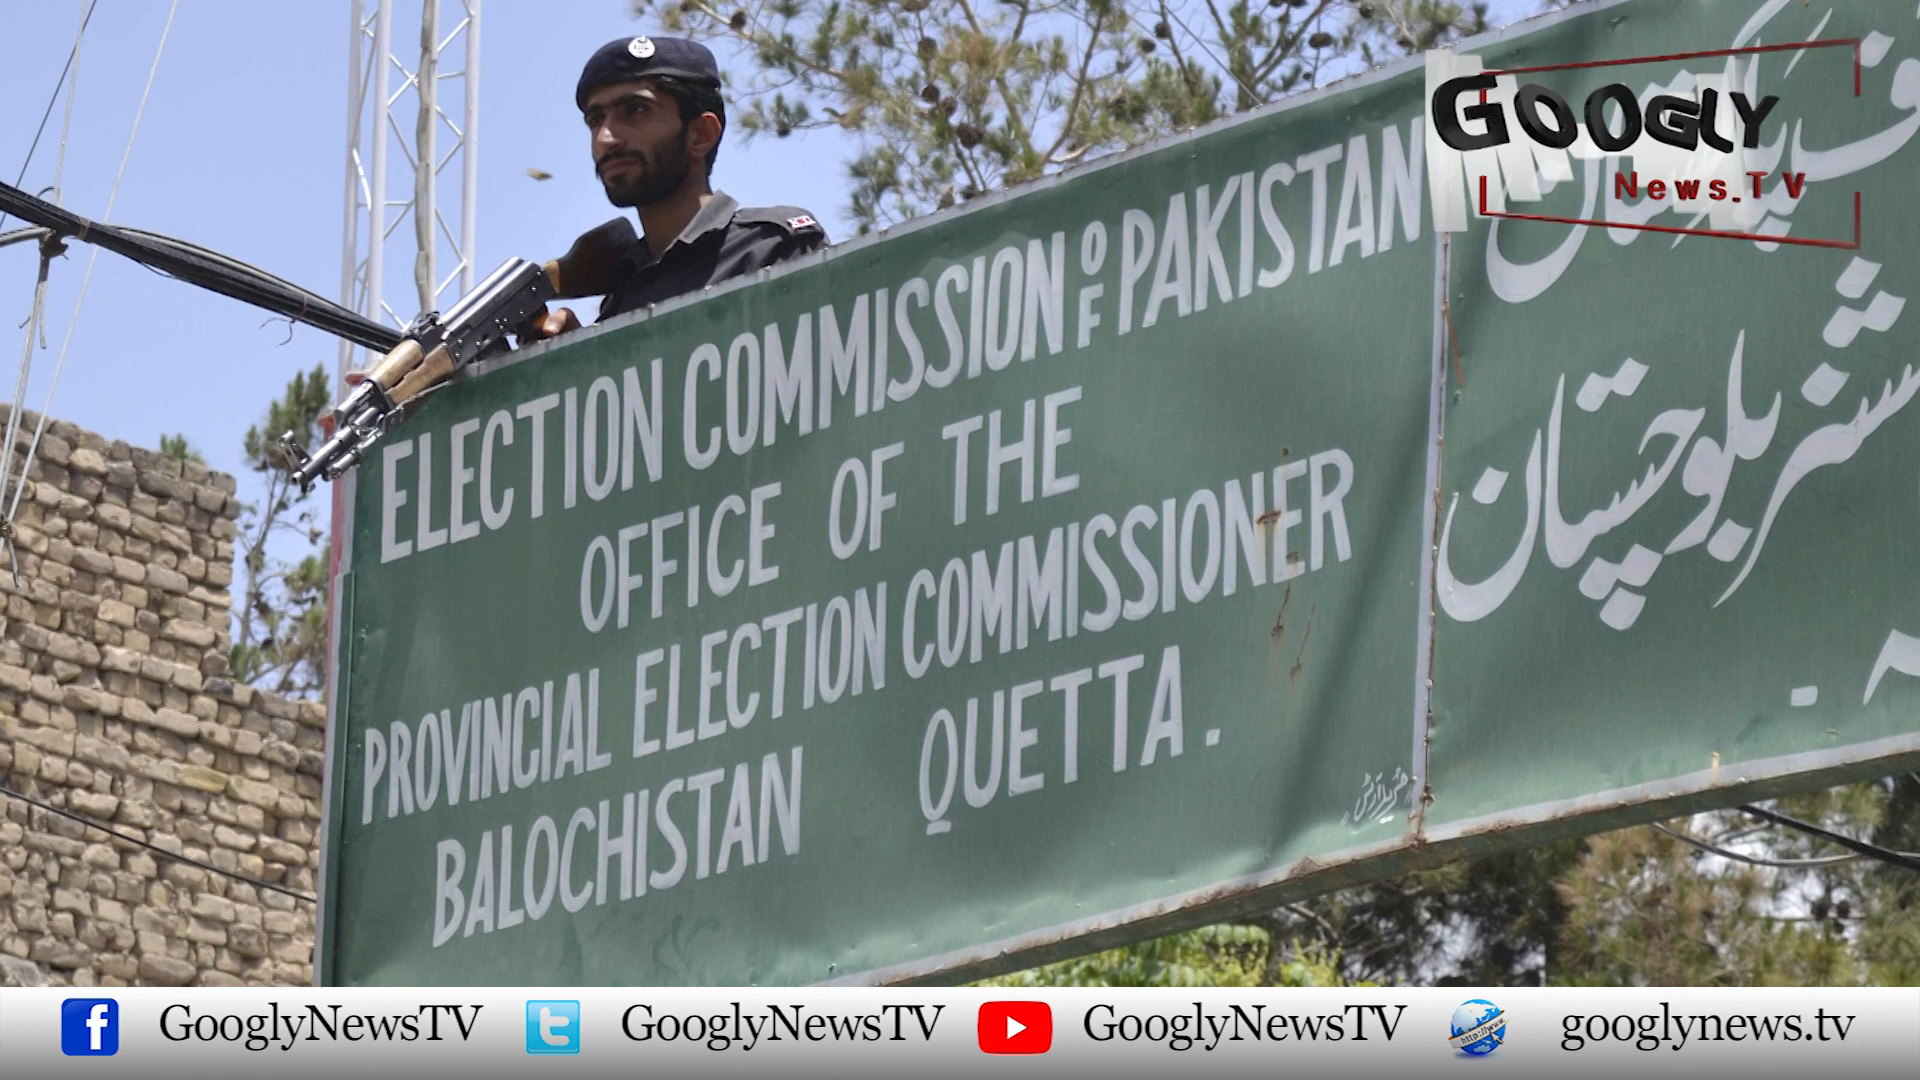 GOOGLY
News.TV
ELECTION COMMISSION OF PAKISTAN
OFFICE OF THE
PROVINCIAL ELECTION COMMISSIONER
BALOCHISTAN QUETTA.
بلوچستان
GooglyNewsTV
GooglyNewsTV
GooglyNewsTV
googlynews.tv